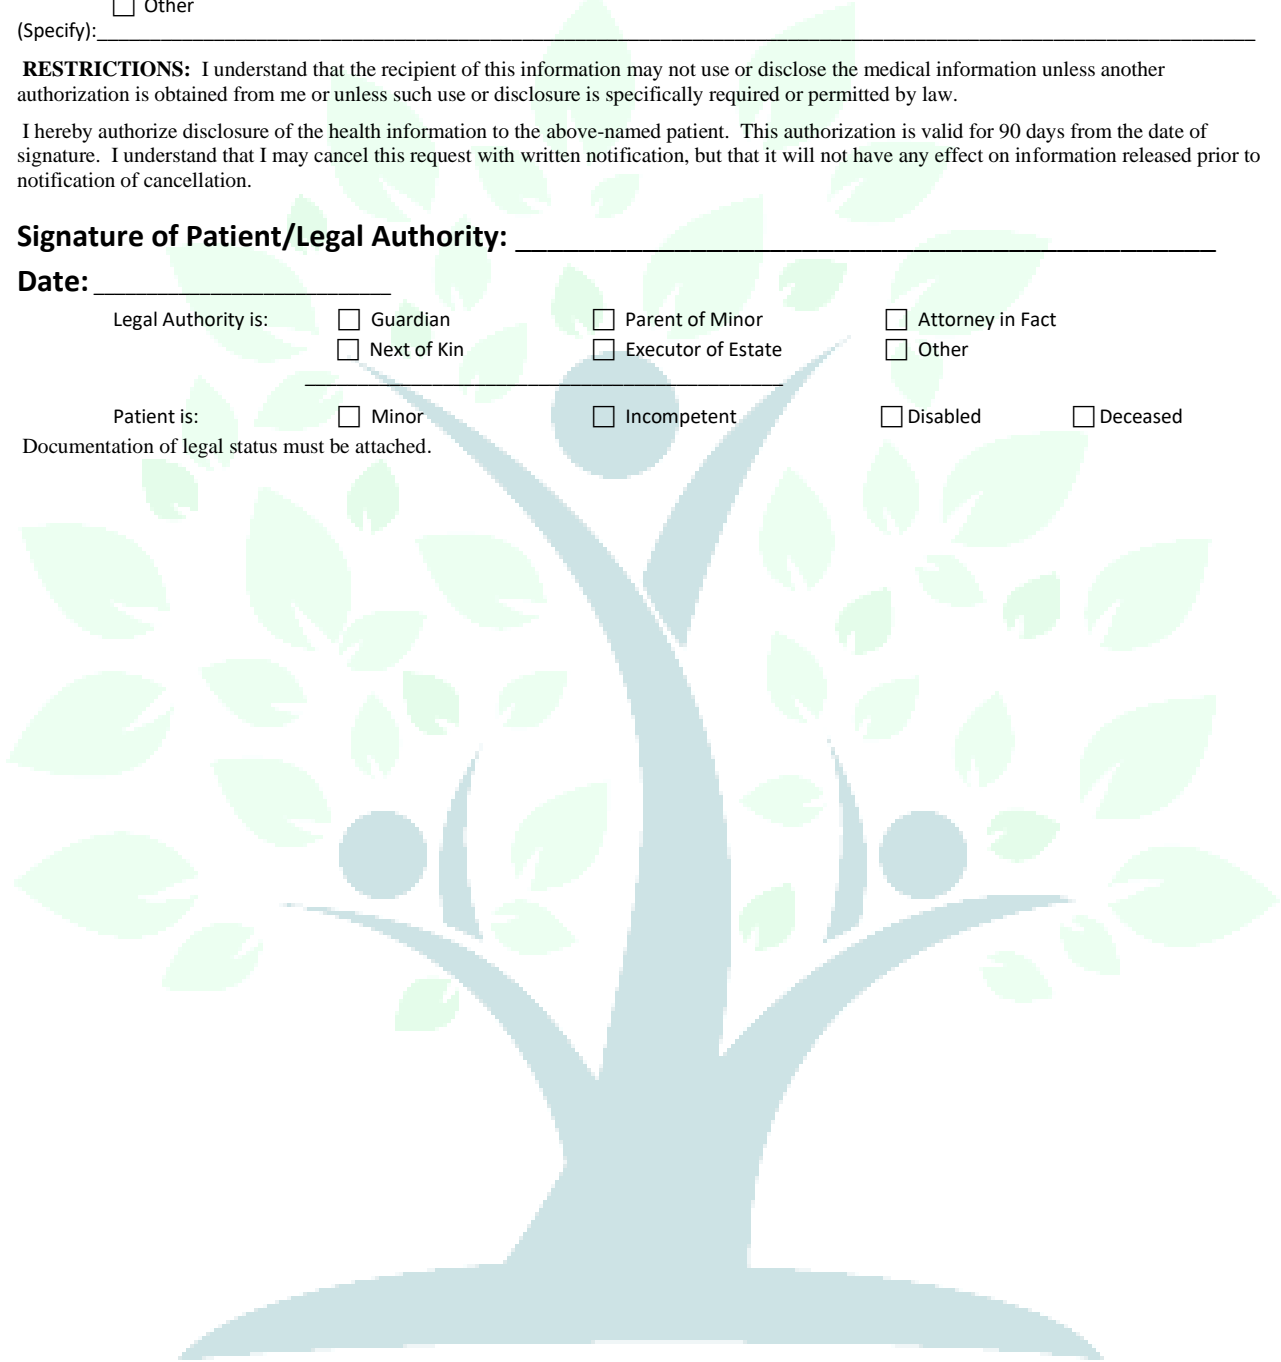 ☐ Other
(Specify):_______________________________________________________________________________________________
RESTRICTIONS: I understand that the recipient of this information may not use or disclose the medical information unless another
authorization is obtained from me or unless such use or disclosure is specifically required or permitted by law.
I hereby authorize disclosure of the health information to the above-named patient. This authorization is valid for 90 days from the date of
signature. I understand that I may cancel this request with written notification, but that it will not have any effect on information released prior to
notification of cancellation.
Signature of Patient/Legal Authority: ____________________________________________
Date: ______________________
Legal Authority is: ☐ Guardian ☐ Parent of Minor ☐ Attorney in Fact
☐ Next of Kin ☐ Executor of Estate ☐ Other
_____________________________________________
Patient is: ☐ Minor ☐ Incompetent ☐ Disabled ☐ Deceased
Documentation of legal status must be attached.